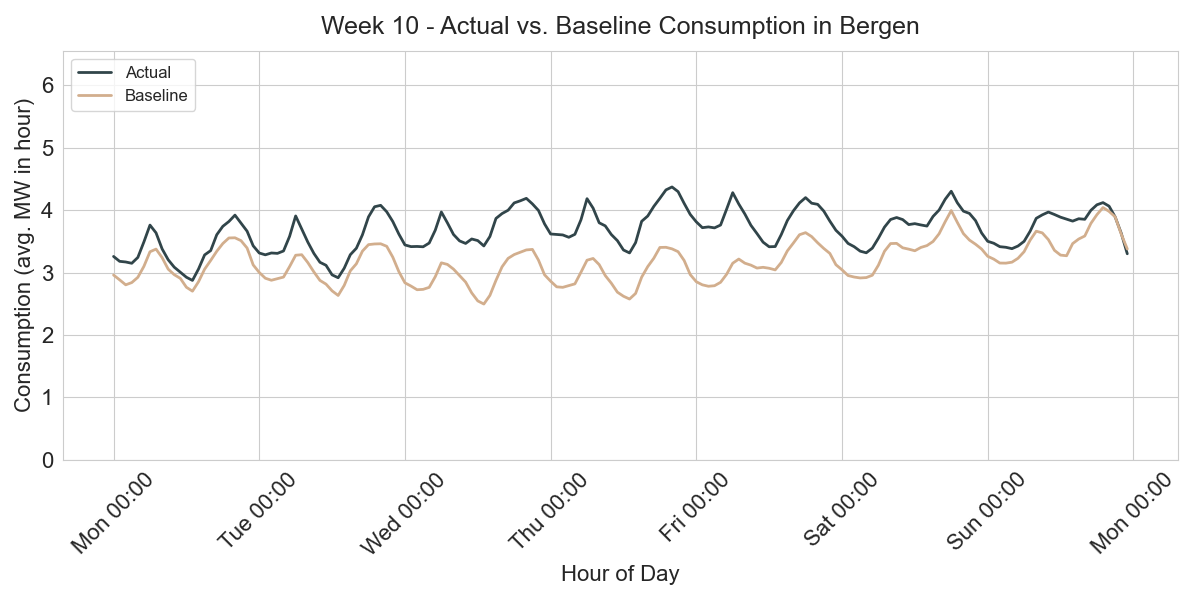 Week 10 - Actual vs. Baseline Consumption in Bergen
Actual
Baseline
Consumption (avg. MW in hour)
6
5
4
3
2
1
0
Mon 00:00
Tue 00:00
Wed 00:00
Thu 00:00
Fri 00:00
Sat 00:00
Sun 00:00
Mon 00:00
Hour of Day